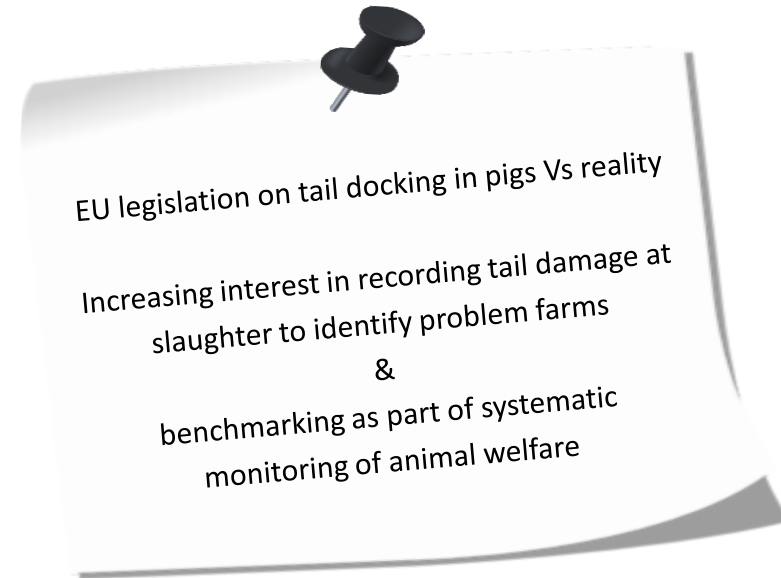 EU legislation on tail docking in pigs Vs reality
Increasing interest in recording tail damage at
slaughter to identify problem farms
&
benchmarking as part of systematic
monitoring of animal welfare